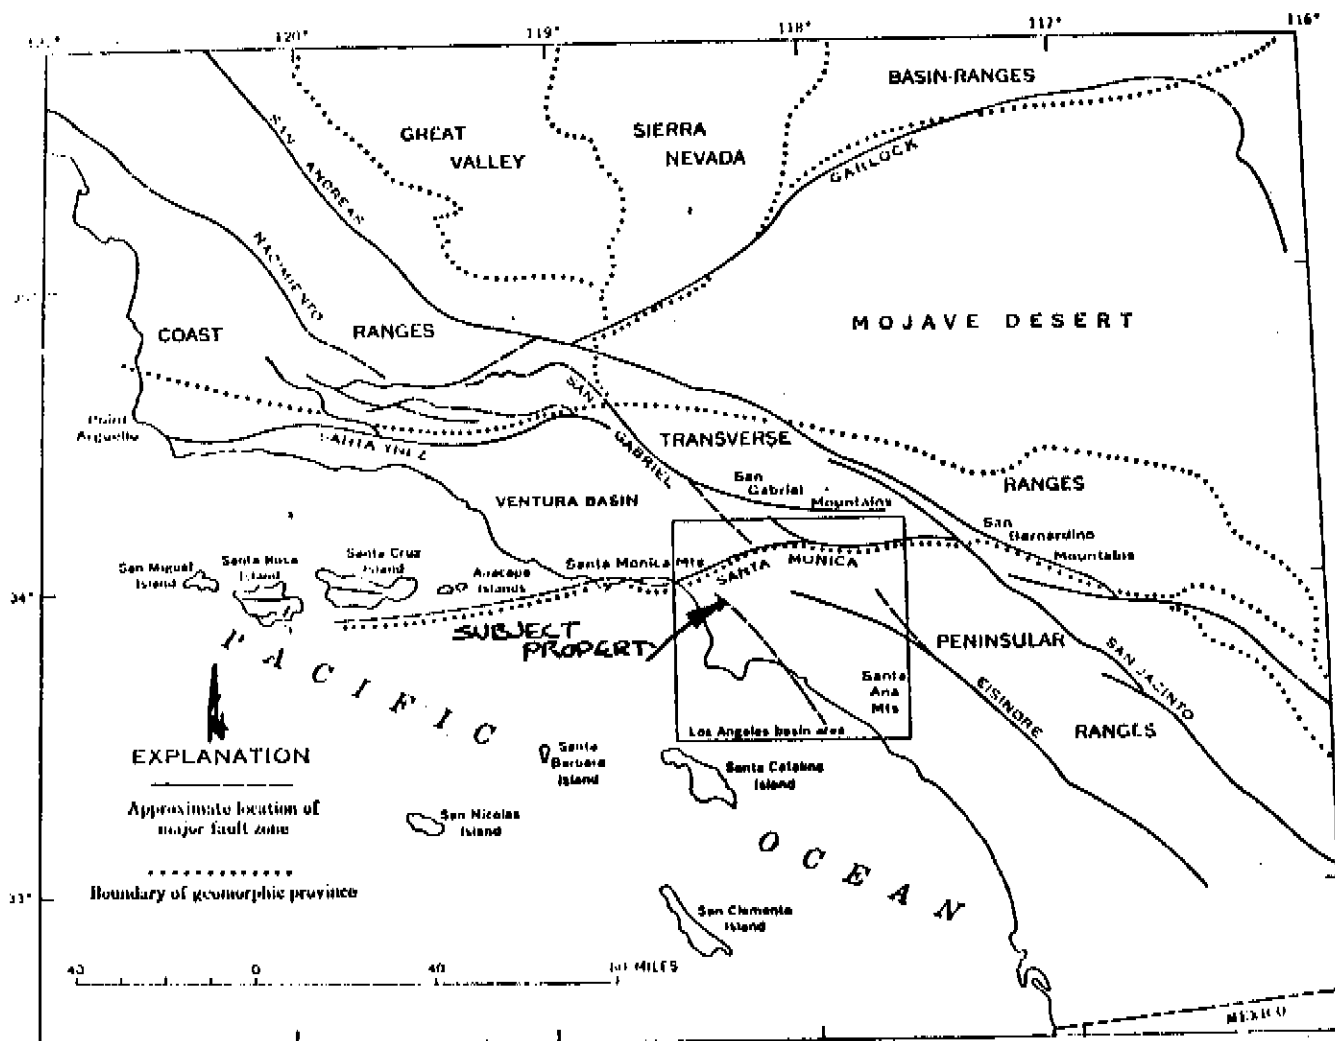 120°
119°
118°
117°
116°
BASIN-RANGES
GREAT
VALLEY
SIERRA
NEVADA
GARLOCK
SAN ANDREAS
NACIMIENTO
COAST
RANGES
MOJAVE DESERT
Point
Arguello
SANTA YNEZ
SAN
GABRIEL
TRANSVERSE
RANGES
San
Gabriel
Mountains
VENTURA BASIN
San
Bernardino
Mountains
San Miguel
Island
Santa Rosa
Island
Santa Cruz
Island
Anacapa
Islands
Santa Monica Mts
SANTA MONICA
34°
SUBJECT
PROPERTY
PENINSULAR
RANGES
SAN JACINTO
ELSINORE
Santa
Ana
Mts
Los Angeles basin area
PACIFIC
OCEAN
Santa
Barbara
Island
Santa Catalina
Island
San Nicolas
Island
San Clemente
Island
EXPLANATION
Approximate location of
major fault zone
Boundary of geomorphic province
33°
40
0
40
MILES
MEXICO